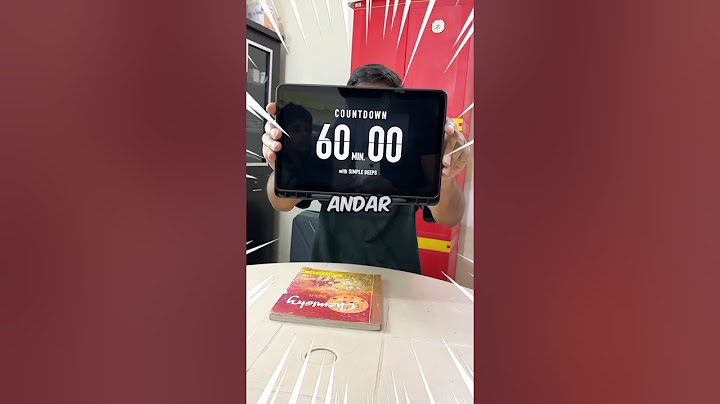 COUNTDOWN
60 MIN. 00
with SIMPLE BEEPS
ANDAR
Chemistry